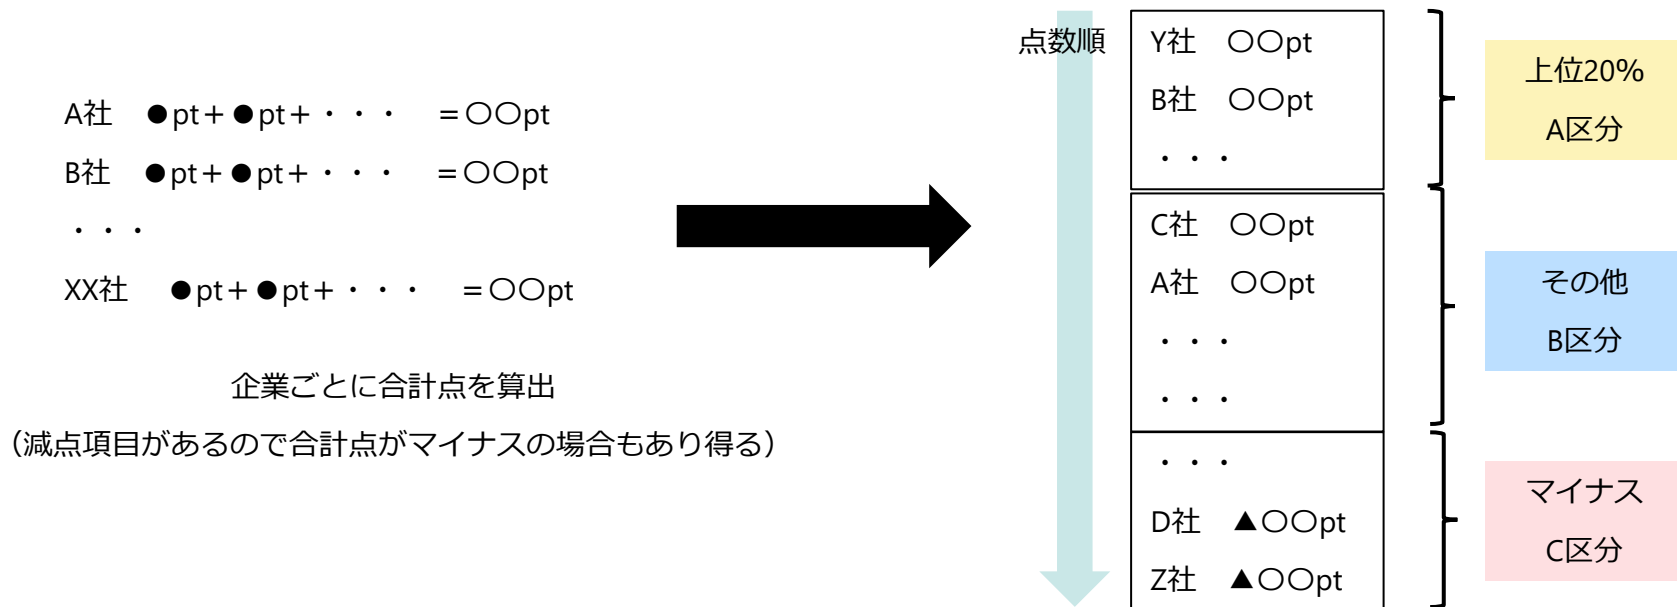 A社　●pt＋●pt＋・・・　＝〇〇pt
B社　●pt＋●pt＋・・・　＝〇〇pt
・・・
XX社　●pt＋●pt＋・・・　＝〇〇pt
企業ごとに合計点を算出
（減点項目があるので合計点がマイナスの場合もあり得る）
点数順
Y社　〇〇pt
B社　〇〇pt
・・・
C社　〇〇pt
A社　〇〇pt
・・・
・・・
・・・
D社　▲〇〇pt
Z社　▲〇〇pt
上位20%
A区分
その他
B区分
マイナス
C区分